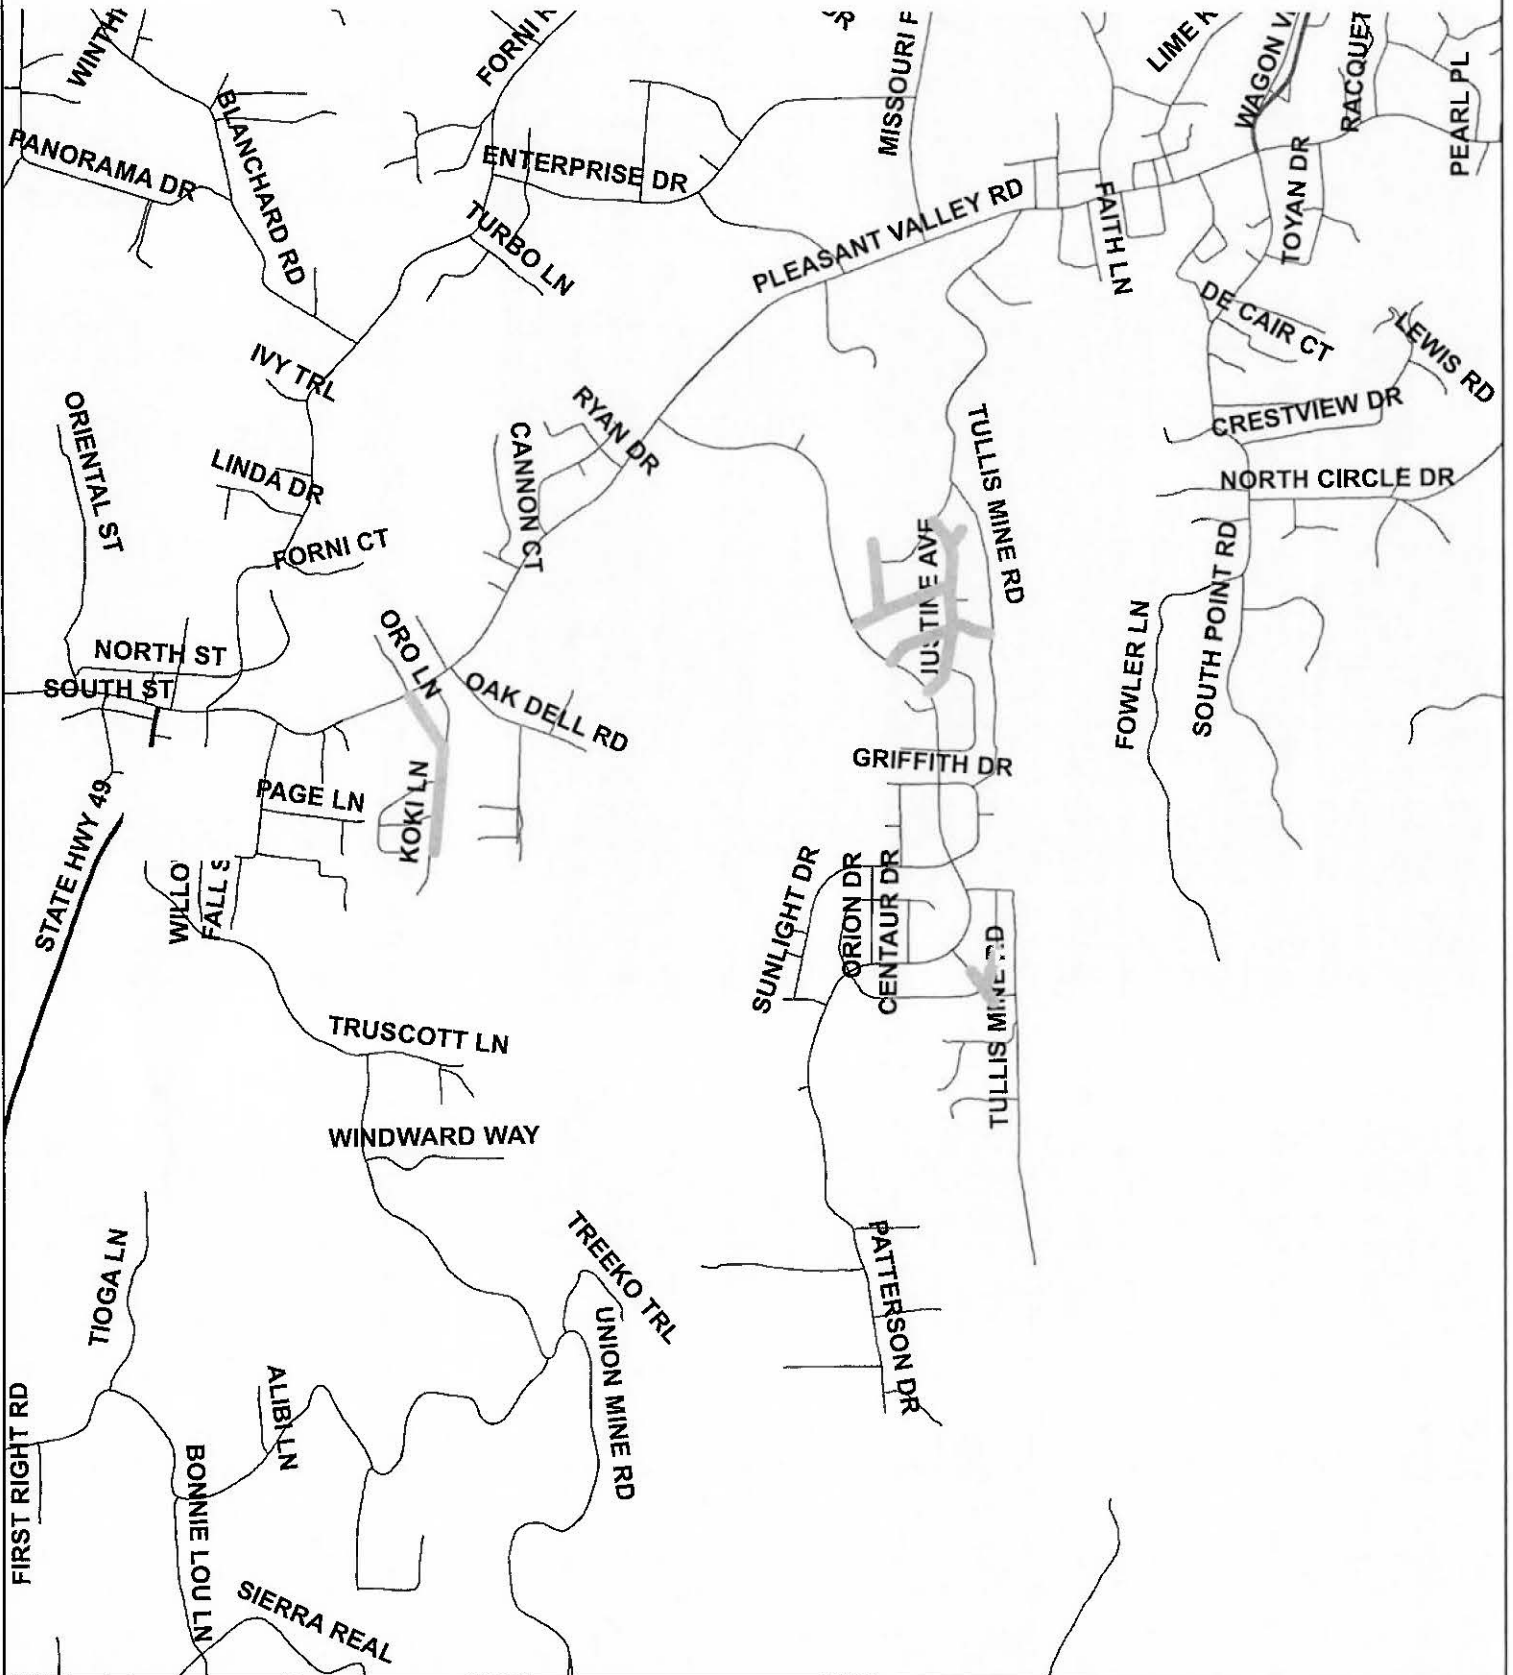 WINTH
FORNI R
MISSOURI F
LIME K
WAGON V
RACQUET
PEARL PL
BLANCHARD RD
PANORAMA DR
ENTERPRISE DR
TURBO LN
PLEASANT VALLEY RD
FAITH LN
TOYAN DR
DE CAIR CT
LEWIS RD
IVY TRL
RYAN DR
CRESTVIEW DR
ORIENTAL ST
LINDA DR
CANNON CT
TULLIS MINE RD
NORTH CIRCLE DR
FORNI CT
JUSTINE AVE
SOUTH POINT RD
FOWLER LN
NORTH ST
SOUTH ST
ORO LN
OAK DELL RD
GRIFFITH DR
PAGE LN
KOKI LN
STATE HWY 49
WILLO
FALL S
SUNLIGHT DR
ORION DR
CENTAUR DR
TULLIS MINE RD
TRUSCOTT LN
WINDWARD WAY
TREEKO TRL
TIOGA LN
PATTERSON DR
UNION MINE RD
ALIBI LN
FIRST RIGHT RD
BONNIE LOU LN
SIERRA REAL